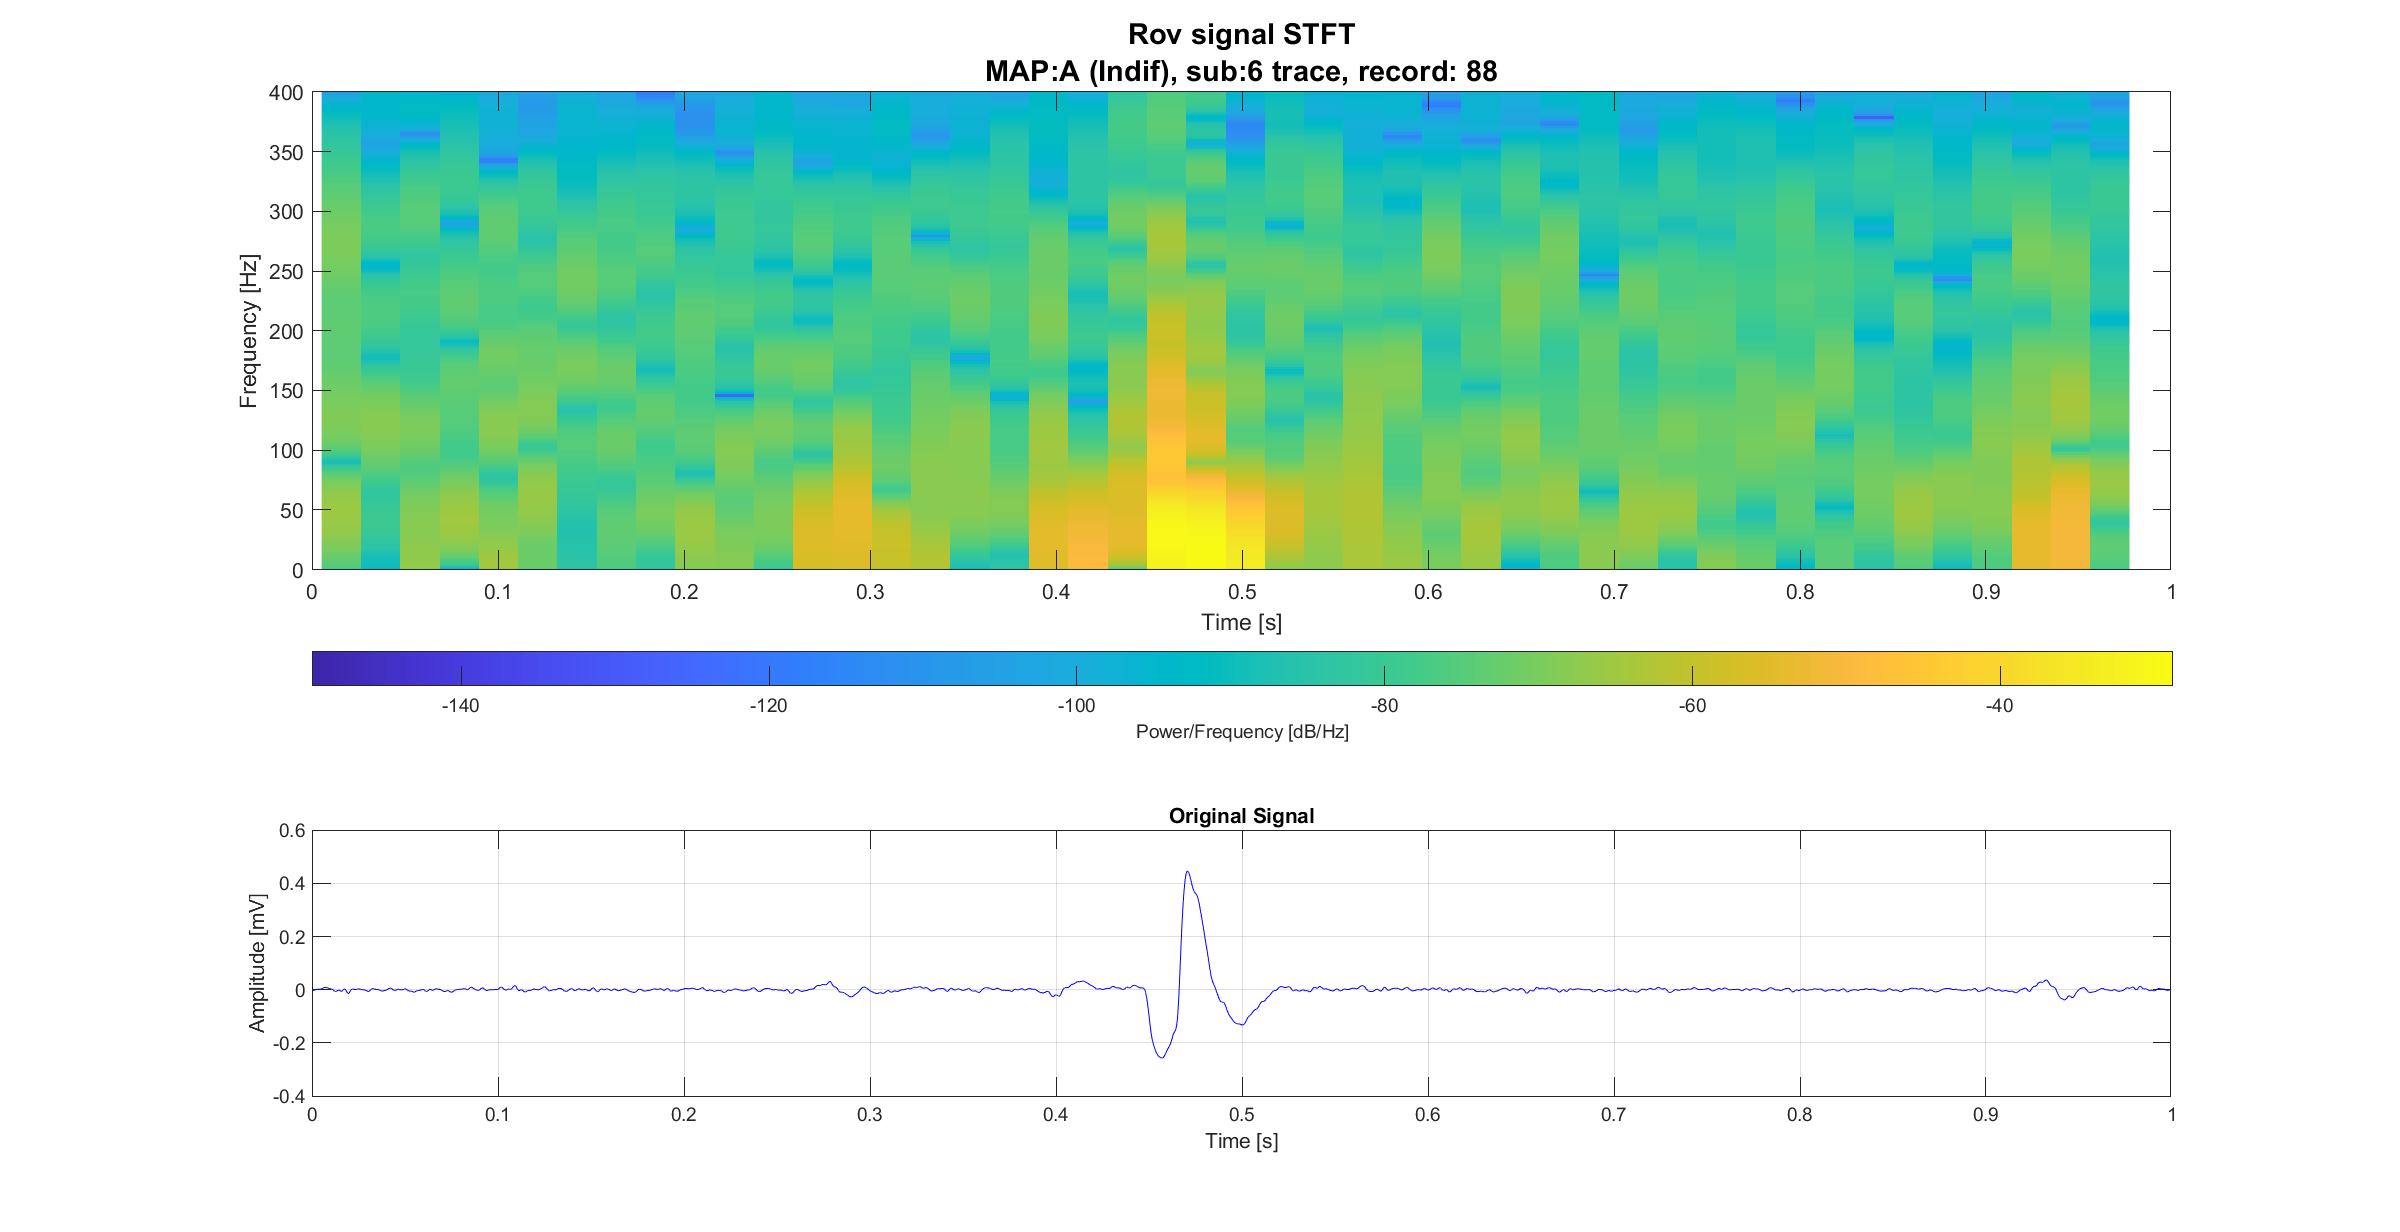 Rov signal STFT
MAP:A (Indif), sub:6 trace, record: 88
400
350
300
250
200
150
100
50
0
Frequency [Hz]
0 0.1 0.2 0.3 0.4 0.5 0.6 0.7 0.8 0.9 1
Time [s]
-140 -120 -100 -80 -60 -40
Power/Frequency [dB/Hz]
Original Signal
0.6
0.4
0.2
0
-0.2
-0.4
Amplitude [mV]
0 0.1 0.2 0.3 0.4 0.5 0.6 0.7 0.8 0.9 1
Time [s]